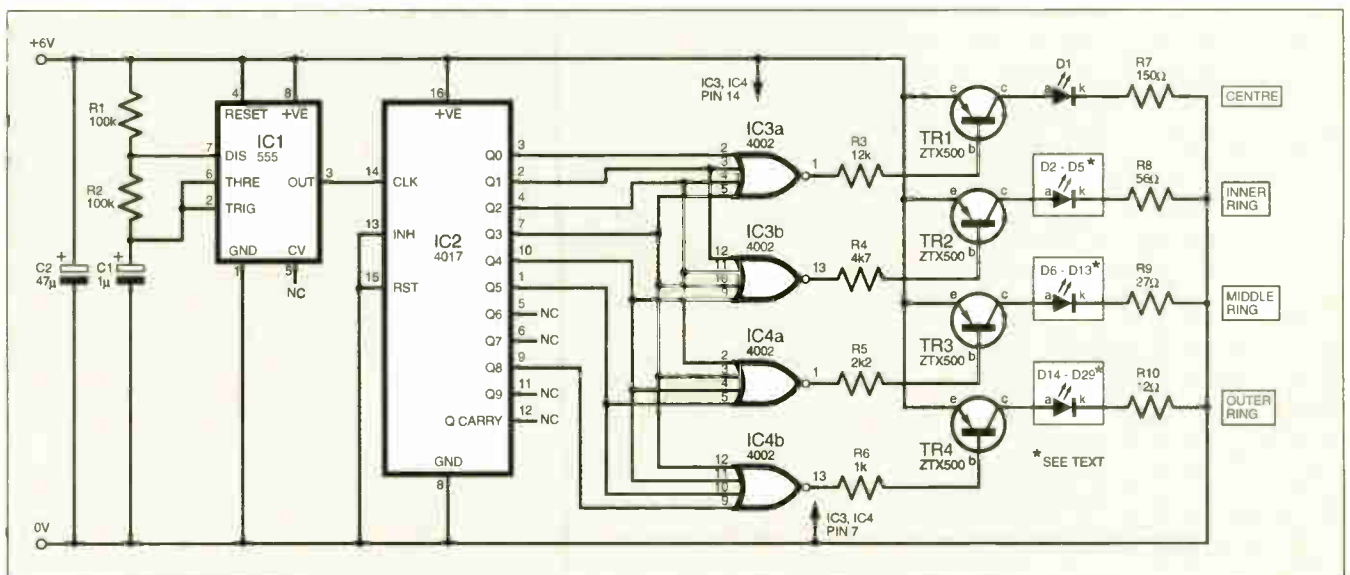 +6V
R1
100k
R2
100k
C2
47µ
C1
1µ
0V
4
8
RESET
+VE
IC1
555
7
DIS
6
THRE
OUT
3
2
TRIG
GND
CV
1
5
NC
16
+VE
14
CLK
13
INH
IC2
4017
15
RST
GND
8
Q0
3
Q1
2
Q2
4
Q3
7
Q4
10
Q5
1
Q6
5
NC
Q7
6
NC
Q8
9
Q9
11
NC
Q CARRY
12
NC
IC3, IC4
PIN 14
IC3a
4002
2
3
4
5
1
R3
12k
IC3b
4002
12
11
10
9
13
R4
4k7
IC4a
4002
2
3
4
5
1
R5
2k2
IC4b
4002
12
11
10
9
13
R6
1k
IC3, IC4
PIN 7
e
c
b
TR1
ZTX500
D1
a
k
R7
150Ω
CENTRE
e
c
b
TR2
ZTX500
D2 - D5*
a
k
R8
56Ω
INNER
RING
e
c
b
TR3
ZTX500
D6 - D13*
a
k
R9
27Ω
MIDDLE
RING
e
c
b
TR4
ZTX500
D14 - D29*
a
k
R10
12Ω
OUTER
RING
* SEE TEXT